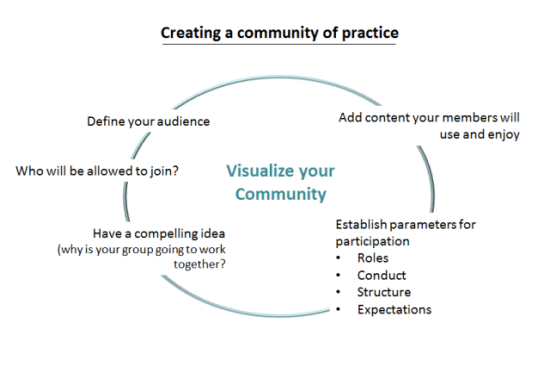 Creating a community of practice
Define your audience
Add content your members will
use and enjoy
Who will be allowed to join?
Visualize your
Community
Have a compelling idea
(why is your group going to work
together?
Establish parameters for
participation
• Roles
• Conduct
• Structure
• Expectations